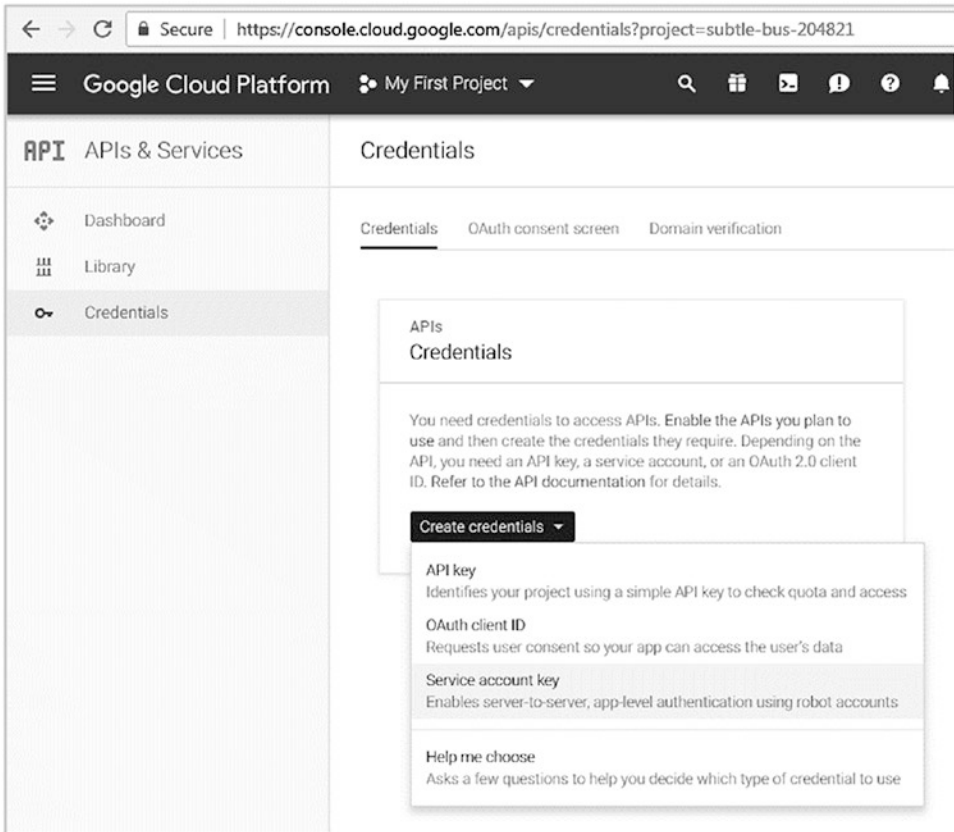 Secure | https://console.cloud.google.com/apis/credentials?project=subtle-bus-204821
Google Cloud Platform My First Project
API APIs & Services
Credentials
Dashboard
Library
Credentials
Credentials OAuth consent screen Domain verification
APIs
Credentials
You need credentials to access APIs. Enable the APIs you plan to
use and then create the credentials they require. Depending on the
API, you need an API key, a service account, or an OAuth 2.0 client
ID. Refer to the API documentation for details.
Create credentials
API key
Identifies your project using a simple API key to check quota and access
OAuth client ID
Requests user consent so your app can access the user's data
Service account key
Enables server-to-server, app-level authentication using robot accounts
Help me choose
Asks a few questions to help you decide which type of credential to use